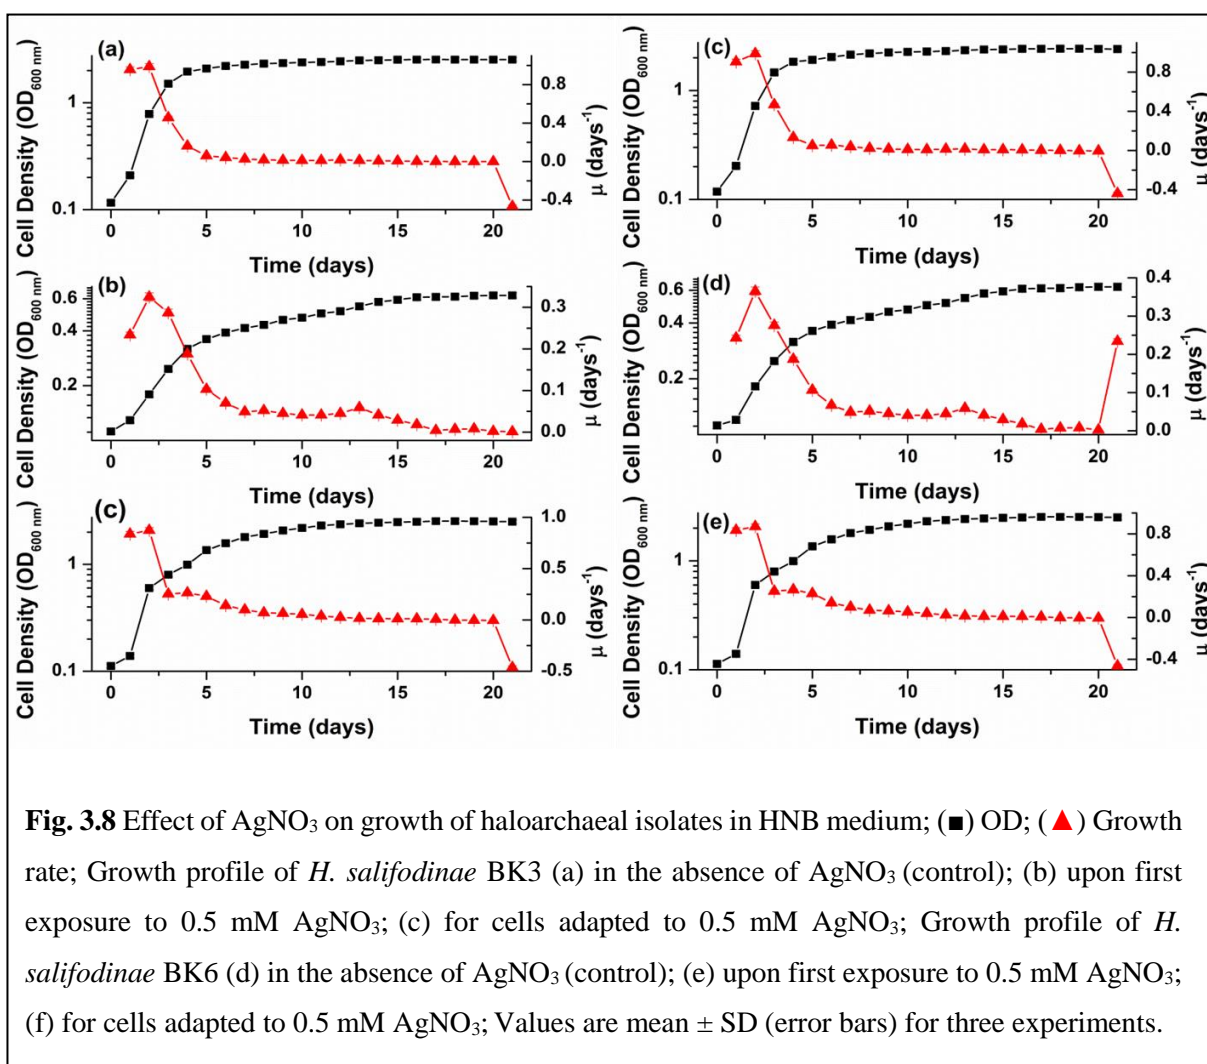 (a)
Cell Density (OD600 nm)
1
0.1
0.8
0.4
0.0
-0.4
μ (days-1)
0 5 10 15 20
Time (days)
(c)
Cell Density (OD600 nm)
1
0.1
0.8
0.4
0.0
-0.4
μ (days-1)
0 5 10 15 20
Time (days)
(b)
Cell Density (OD600 nm)
0.6
0.4
0.2
0.3
0.2
0.1
0.0
μ (days-1)
0 5 10 15 20
Time (days)
(d)
Cell Density (OD600 nm)
0.6
0.4
0.2
0.4
0.3
0.2
0.1
0.0
μ (days-1)
0 5 10 15 20
Time (days)
(c)
Cell Density (OD600 nm)
1
0.1
1.0
0.5
0.0
-0.5
μ (days-1)
0 5 10 15 20
Time (days)
(e)
Cell Density (OD600 nm)
1
0.1
0.8
0.4
0.0
-0.4
μ (days-1)
0 5 10 15 20
Time (days)
Fig. 3.8 Effect of AgNO3 on growth of haloarchaeal isolates in HNB medium; (■) OD; (▲) Growth
rate; Growth profile of H. salifodinae BK3 (a) in the absence of AgNO3 (control); (b) upon first
exposure to 0.5 mM AgNO3; (c) for cells adapted to 0.5 mM AgNO3; Growth profile of H.
salifodinae BK6 (d) in the absence of AgNO3 (control); (e) upon first exposure to 0.5 mM AgNO3;
(f) for cells adapted to 0.5 mM AgNO3; Values are mean ± SD (error bars) for three experiments.